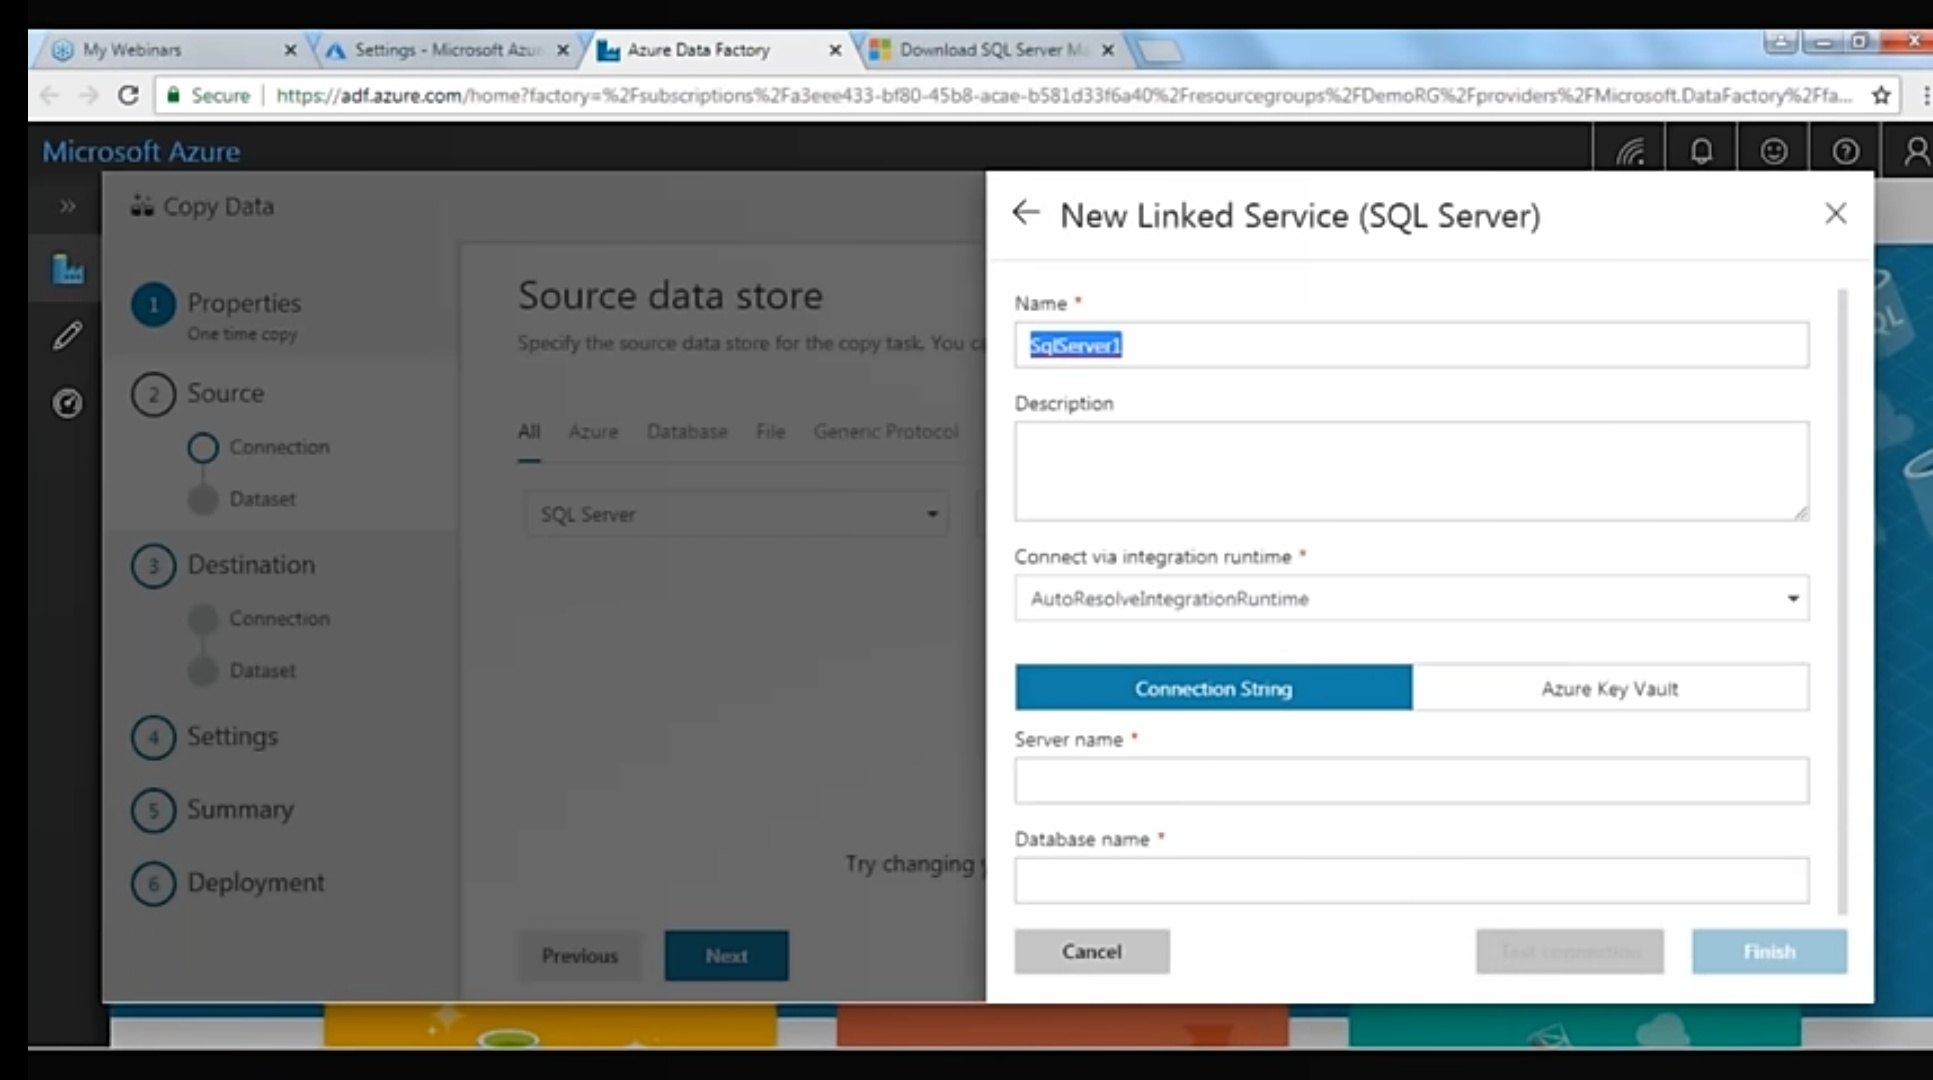 My Webinars
Settings - Microsoft Azu
Azure Data Factory
Download SQL Server M
Secure | https://adf.azure.com/home?factory=%2Fsubscriptions%2Fa3eee433-bf80-45b8-acae-b581d33f6a40%2Fresourcegroups%2FDemoRG%2Fproviders%2FMicrosoft.DataFactory%2Ffa...
Microsoft Azure
Copy Data
1 Properties
One time copy
2 Source
Connection
Dataset
3 Destination
Connection
Dataset
4 Settings
5 Summary
6 Deployment
Source data store
Specify the source data store for the copy task. You c
All Azure Database File Generic Protocol
SQL Server
Try changing
Previous Next
New Linked Service (SQL Server)
Name *
SqlServer1
Description
Connect via integration runtime *
AutoResolveIntegrationRuntime
Connection String Azure Key Vault
Server name *
Database name *
Cancel Test connection Finish